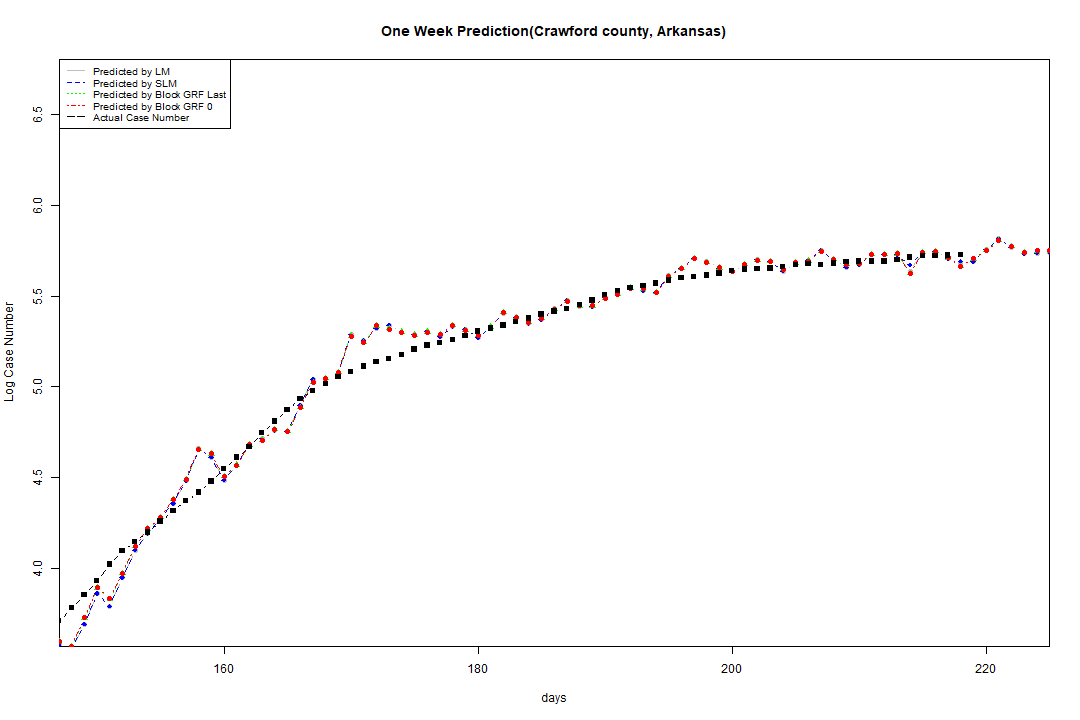 One Week Prediction(Crawford county, Arkansas)
Predicted by LM
Predicted by SLM
Predicted by Block GRF Last
Predicted by Block GRF 0
Actual Case Number
6.5
6.0
5.5
5.0
4.5
4.0
Log Case Number
160
180
200
220
days